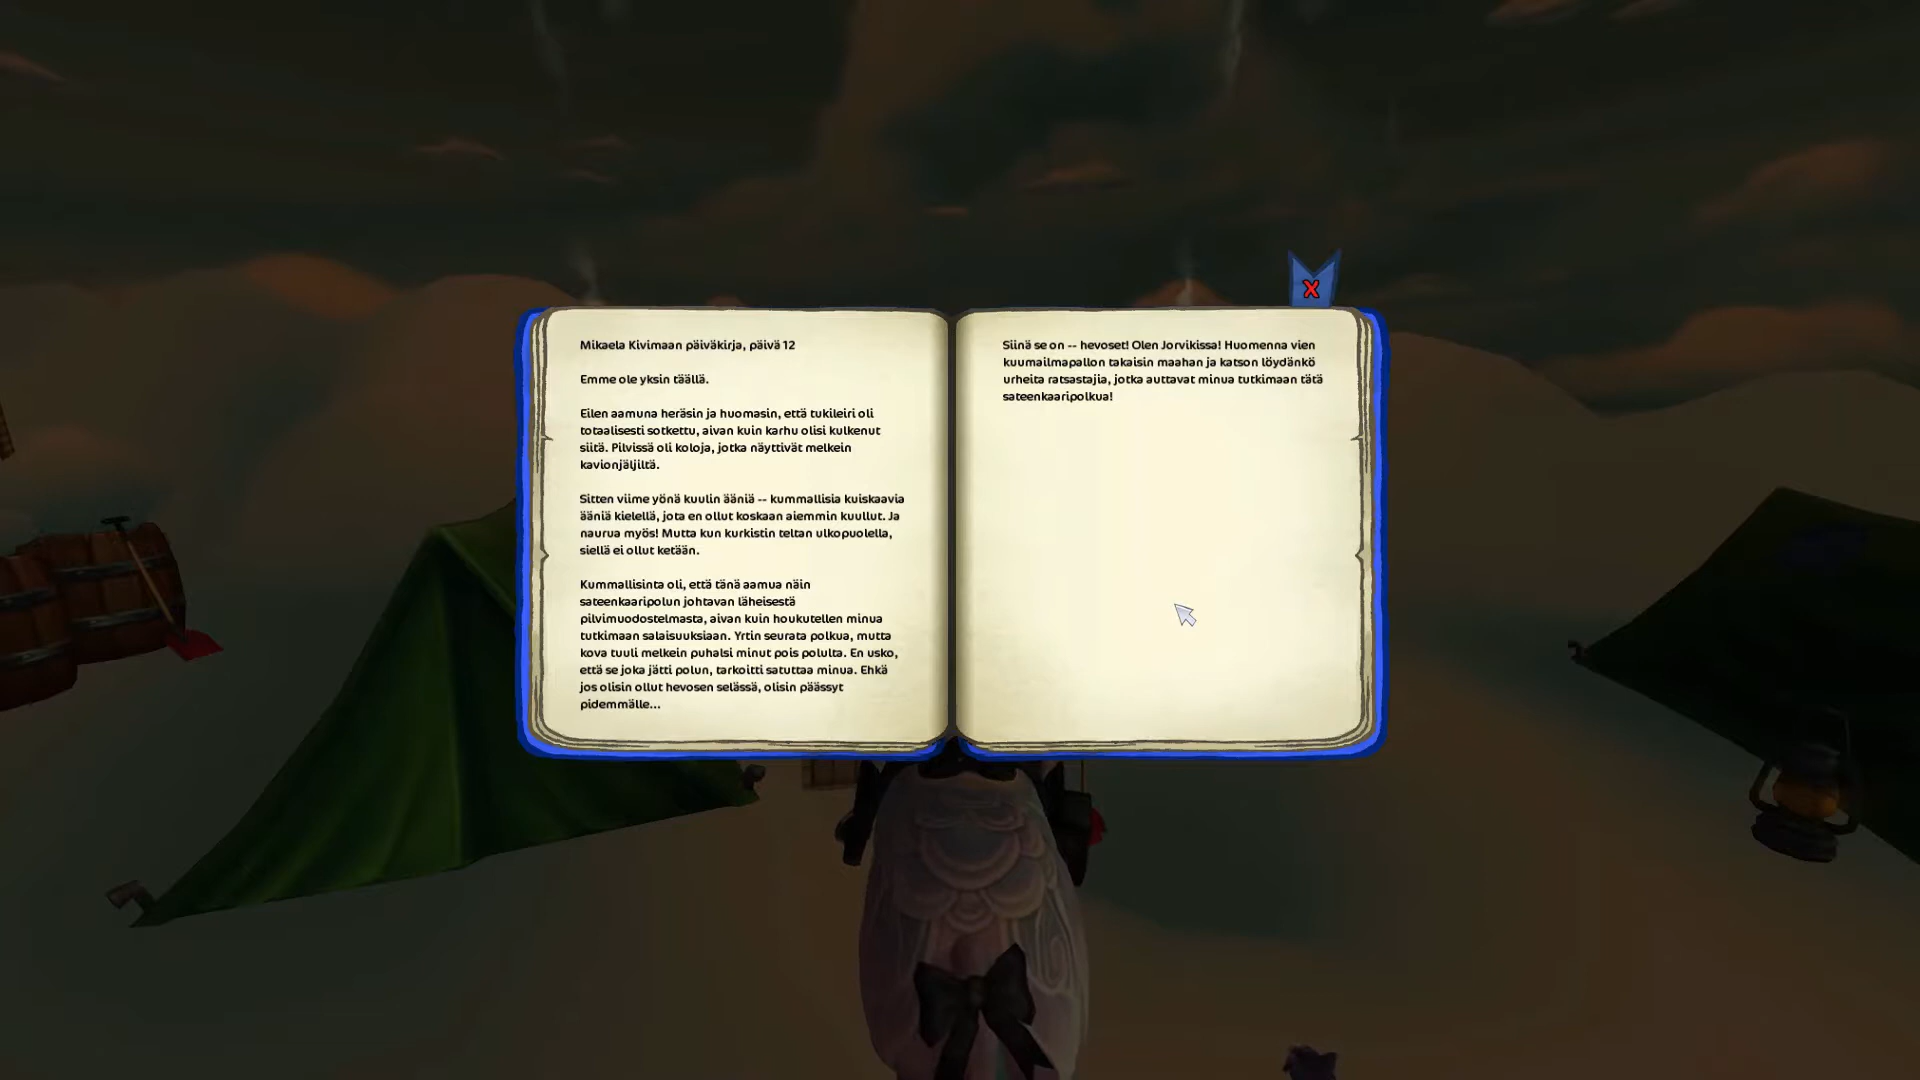 Mikaela Kivimaan päiväkirja, päivä 12
Emme ole yksin täällä.
Eilen aamuna heräsin ja huomasin, että tukileiri oli
totaalisesti sotkettu, aivan kuin karhu olisi kulkenut
siitä. Pilvissä oli koloja, jotka näyttivät melkein
kavionjäljiltä.
Sitten viime yönä kuulin ääniä -- kummallisia kuiskaavia
ääniä kielellä, jota en ollut koskaan aiemmin kuullut. Ja
naurua myös! Mutta kun kurkistin teltan ulkopuolella,
siellä ei ollut ketään.
Kummallisinta oli, että tänä aamua näin
sateenkaaripolun johtavan läheisestä
pilvimuodostelmasta, aivan kuin houkutellen minua
tutkimaan salaisuuksiaan. Yrtin seurata polkua, mutta
kova tuuli melkein puhalsi minut pois polulta. En usko,
että se joka jätti polun, tarkoitti satuttaa minua. Ehkä
jos olisin ollut hevosen selässä, olisin päässyt
pidemmälle...
Siinä se on -- hevoset! Olen Jorvikissa! Huomenna vien
kuumailmapallon takaisin maahan ja katson löydänkö
urheita ratsastajia, jotka auttavat minua tutkimaan tätä
sateenkaaripolkua!
X